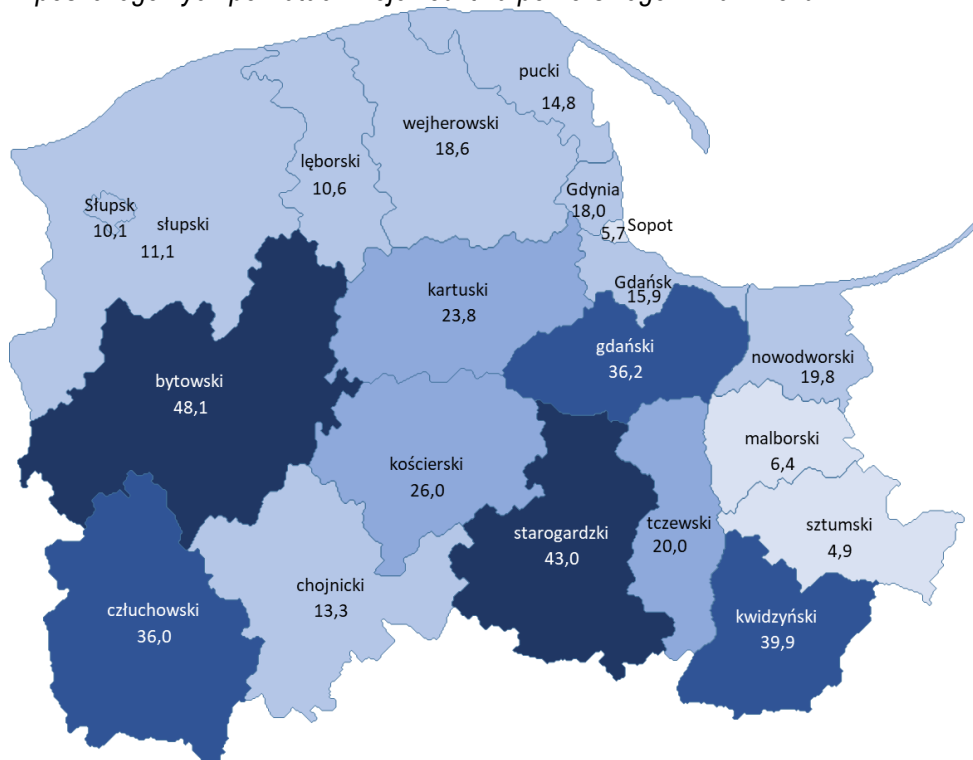 pucki
14,8
wejherowski
18,6
lęborski
10,6
Gdynia
18,0
Słupsk
10,1
słupski
11,1
Sopot
5,7
kartuski
23,8
Gdańsk
15,9
gdański
36,2
nowodworski
19,8
bytowski
48,1
malborski
6,4
kościerski
26,0
starogardzki
43,0
tczewski
20,0
sztumski
4,9
chojnicki
13,3
człuchowski
36,0
kwidzyński
39,9